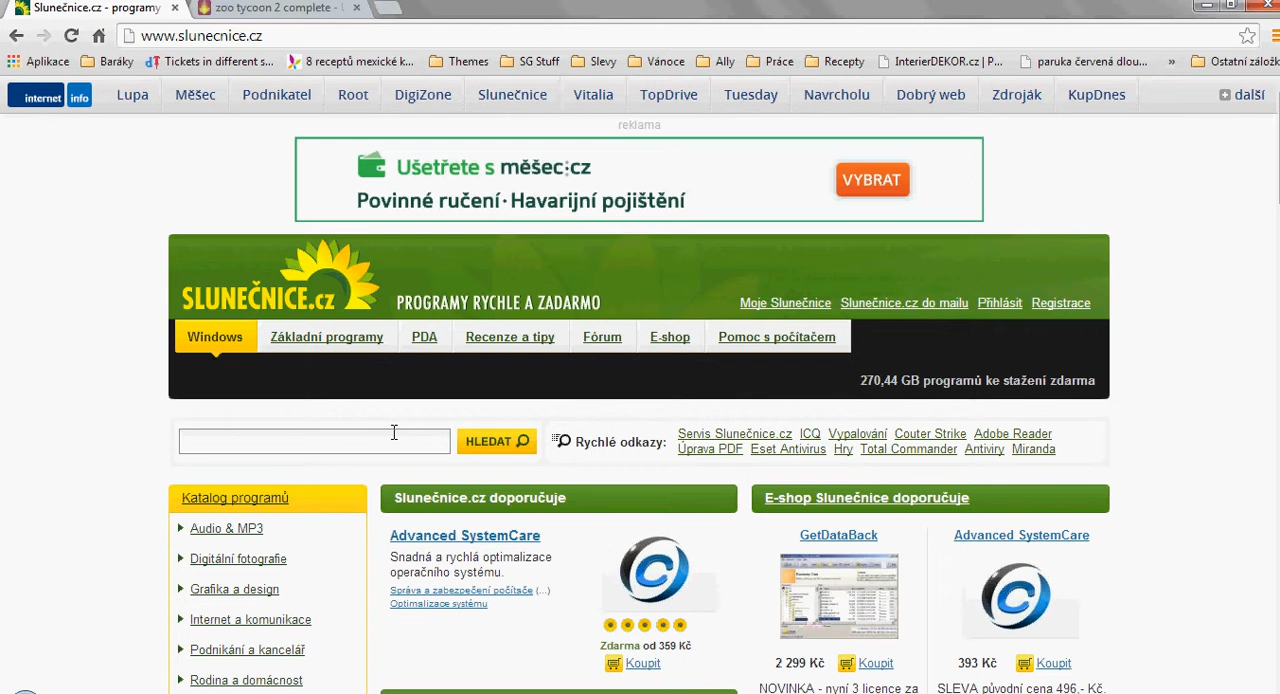 Slunečnice.cz - programy
zoo tycoon 2 complete -
www.slunecnice.cz
Aplikace Baráky Tickets in different s... 8 receptů mexické k... Themes SG Stuff Slevy Vánoce Ally Práce Recepty InterierDEKOR.cz | P... paruka červená dlou... » Ostatní zálož
internet info Lupa Měšec Podnikatel Root DigiZone Slunečnice Vitalia TopDrive Tuesday Navrcholu Dobrý web Zdroják KupDnes další
reklama
Ušetřete s měšec:cz
Povinné ručení · Havarijní pojištění
VYBRAT
SLUNEČNICE.cz PROGRAMY RYCHLE A ZADARMO
Moje Slunečnice Slunečnice.cz do mailu Přihlásit Registrace
Windows Základní programy PDA Recenze a tipy Fórum E-shop Pomoc s počítačem
270,44 GB programů ke stažení zdarma
HLEDAT
Rychlé odkazy:
Servis Slunečnice.cz ICQ Vypalování Couter Strike Adobe Reader
Úprava PDF Eset Antivirus Hry Total Commander Antiviry Miranda
Katalog programů
Audio & MP3
Digitální fotografie
Grafika a design
Internet a komunikace
Podnikání a kancelář
Rodina a domácnost
Slunečnice.cz doporučuje
Advanced SystemCare
Snadná a rychlá optimalizace
operačního systému.
Správa a zabezpečení počítače (...)
Optimalizace systému
Zdarma od 359 Kč
Koupit
E-shop Slunečnice doporučuje
GetDataBack
2 299 Kč Koupit
NOVINKA - nyní 3 licence za
Advanced SystemCare
393 Kč Koupit
SLEVA původní cena 496,- Kč,